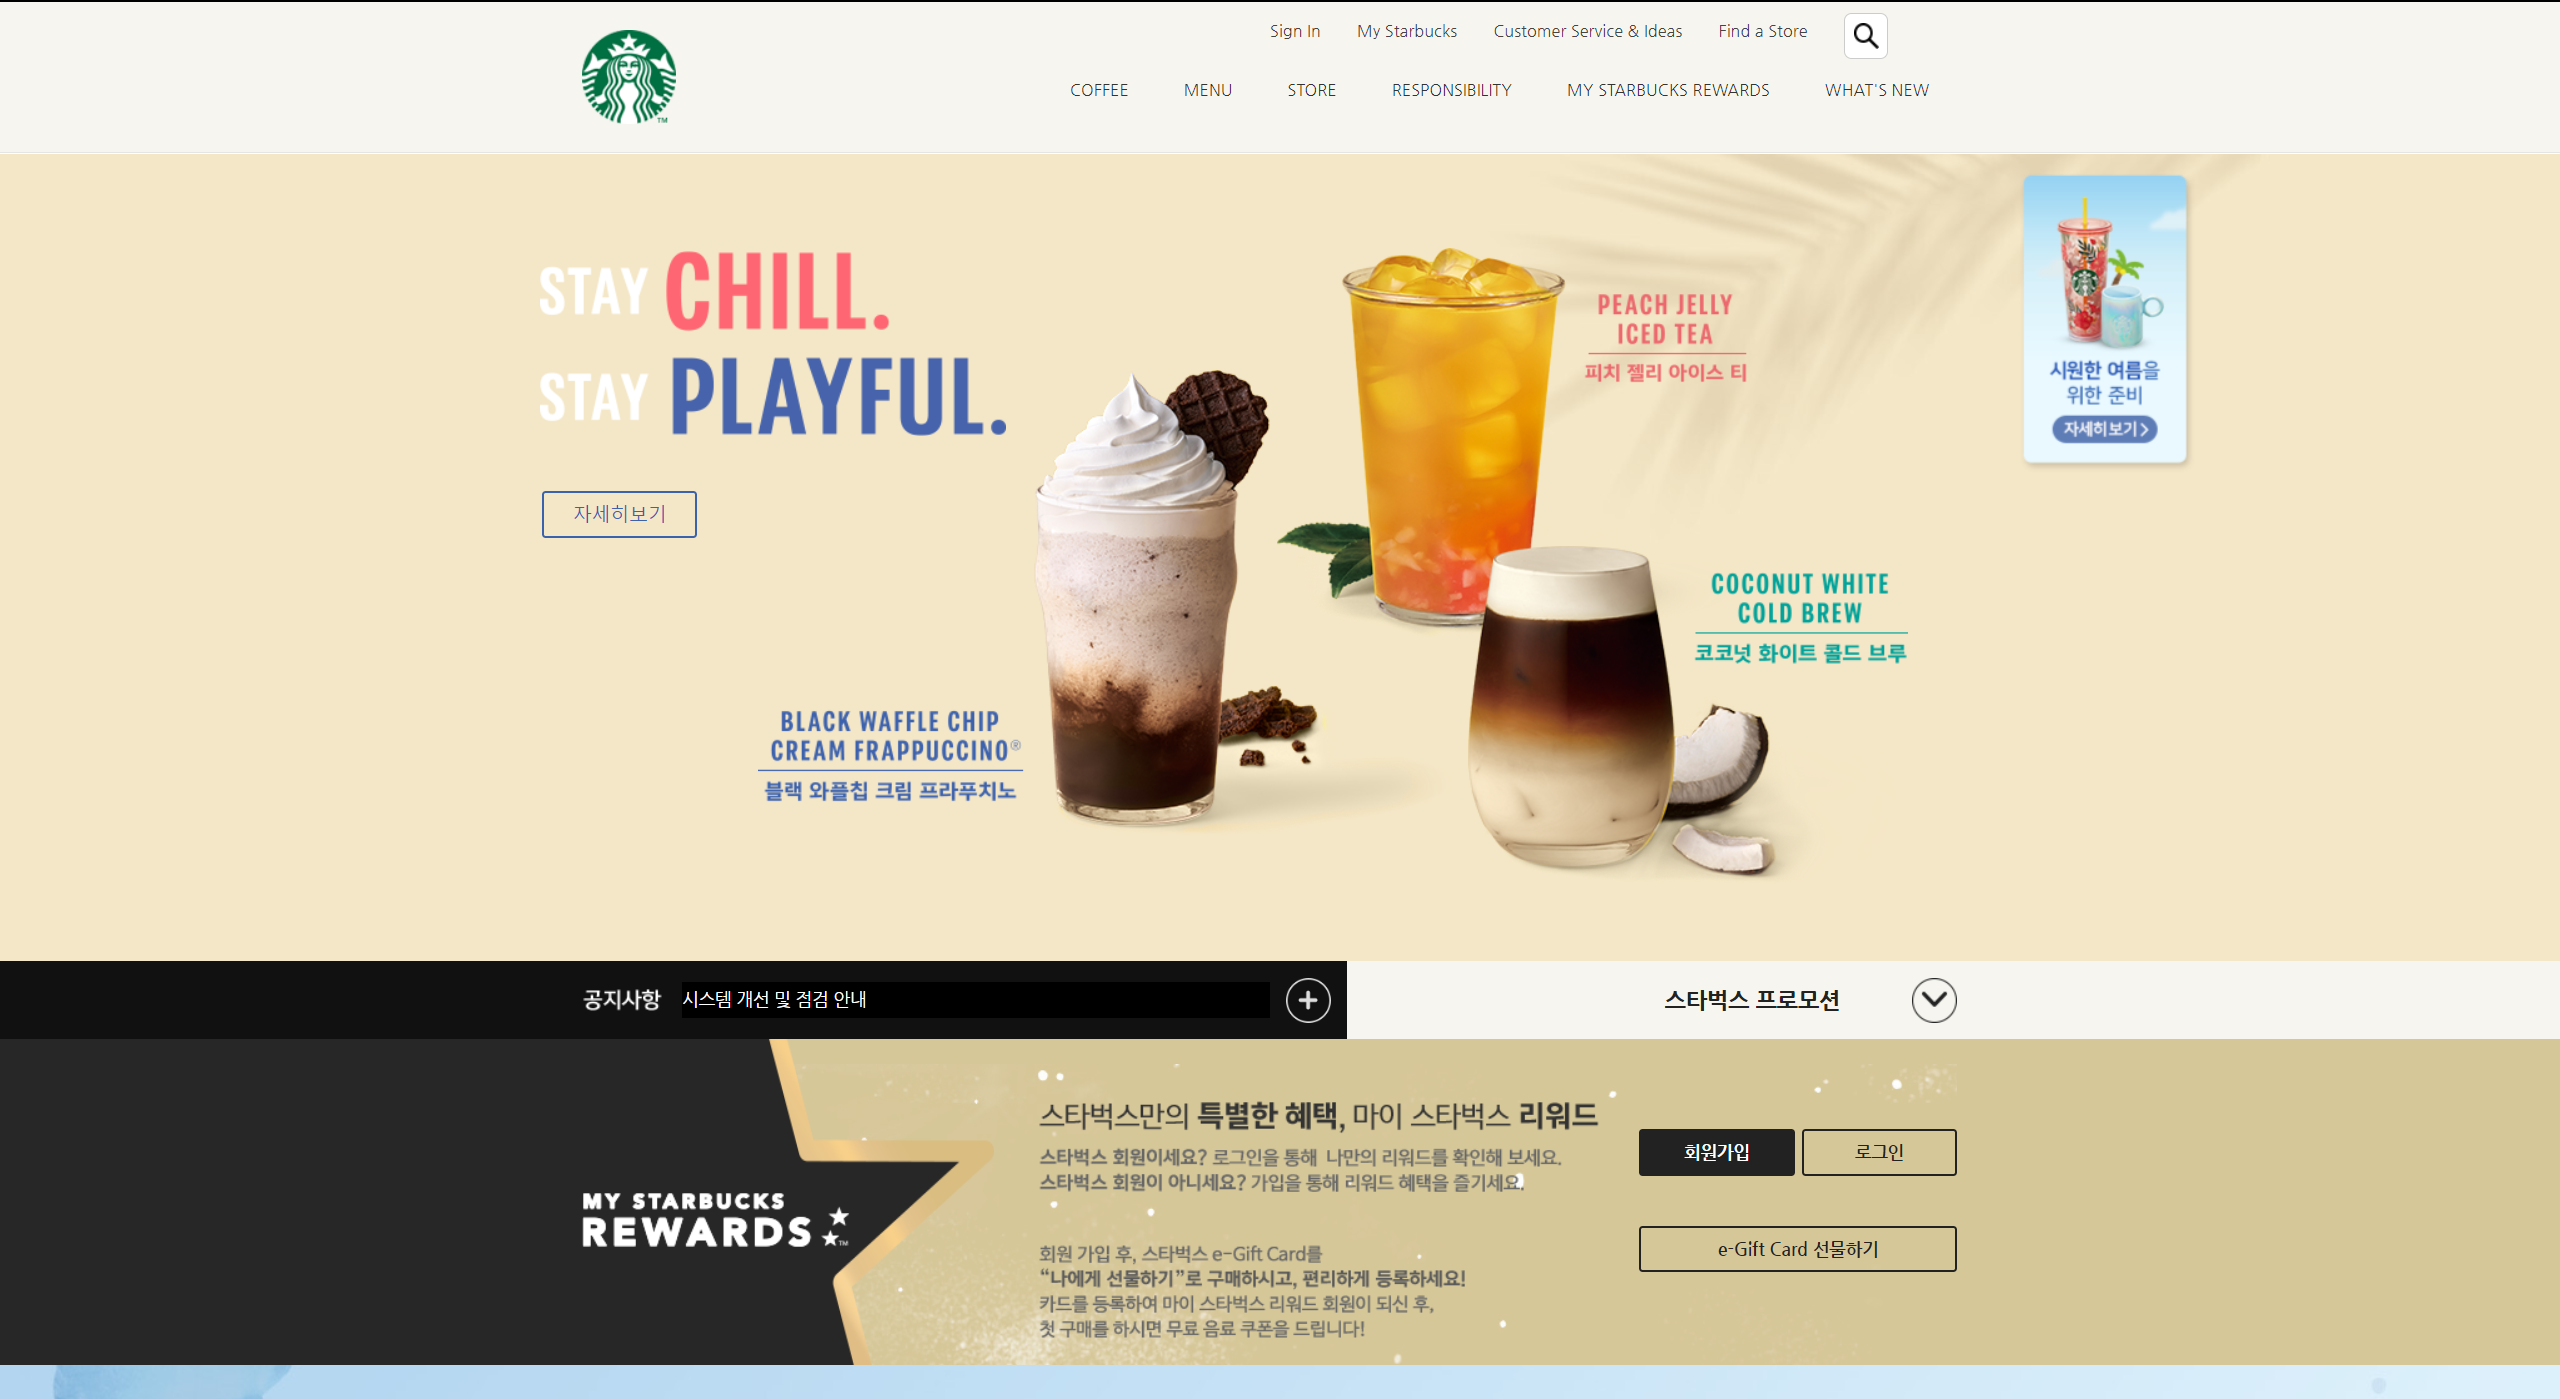 Sign In
My Starbucks
Customer Service & Ideas
Find a Store
COFFEE
MENU
STORE
RESPONSIBILITY
MY STARBUCKS REWARDS
WHAT'S NEW
TM
STAY CHILL.
STAY PLAYFUL.
자세히보기
PEACH JELLY
ICED TEA
피치 젤리 아이스 티
시원한 여름을
위한 준비
자세히보기>
COCONUT WHITE
COLD BREW
코코넛 화이트 콜드 브루
BLACK WAFFLE CHIP
CREAM FRAPPUCCINO®
블랙 와플칩 크림 프라푸치노
공지사항
시스템 개선 및 점검 안내
스타벅스 프로모션
MY STARBUCKS
REWARDS TM
스타벅스만의 특별한 혜택, 마이 스타벅스 리워드
스타벅스 회원이세요? 로그인을 통해 나만의 리워드를 확인해 보세요.
스타벅스 회원이 아니세요? 가입을 통해 리워드 혜택을 즐기세요.
회원 가입 후, 스타벅스 e-Gift Card를
“나에게 선물하기”로 구매하시고, 편리하게 등록하세요!
카드를 등록하여 마이 스타벅스 리워드 회원이 되신 후,
첫 구매를 하시면 무료 음료 쿠폰을 드립니다!
회원가입
로그인
e-Gift Card 선물하기